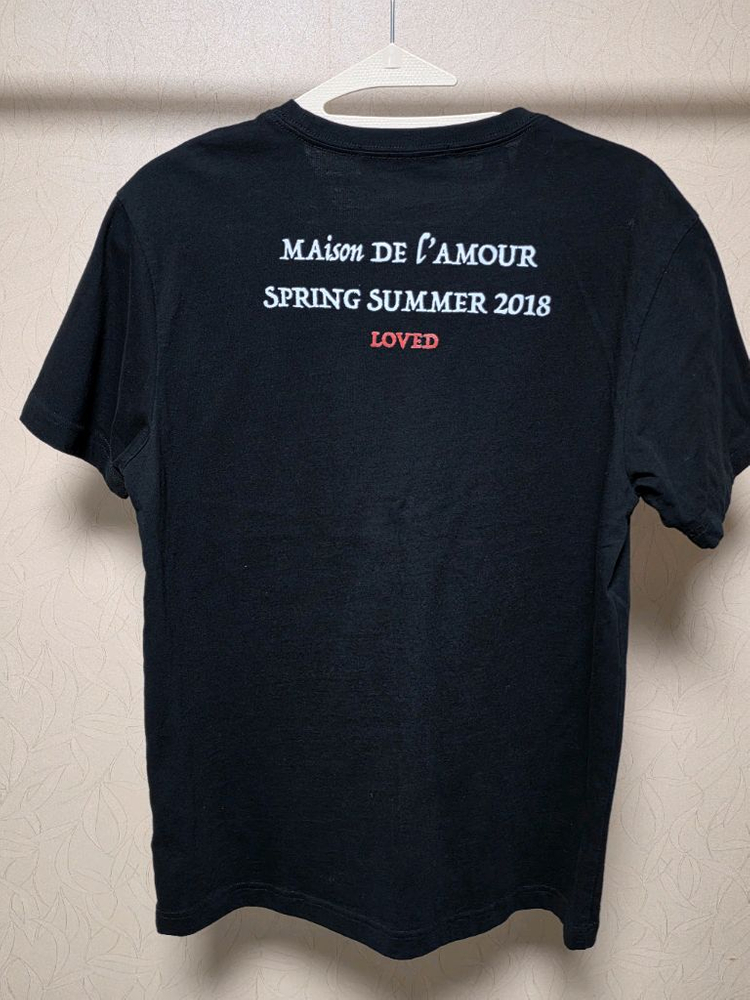 MAison DE l'AMOUR
SPRING SUMMER 2018
LOVED